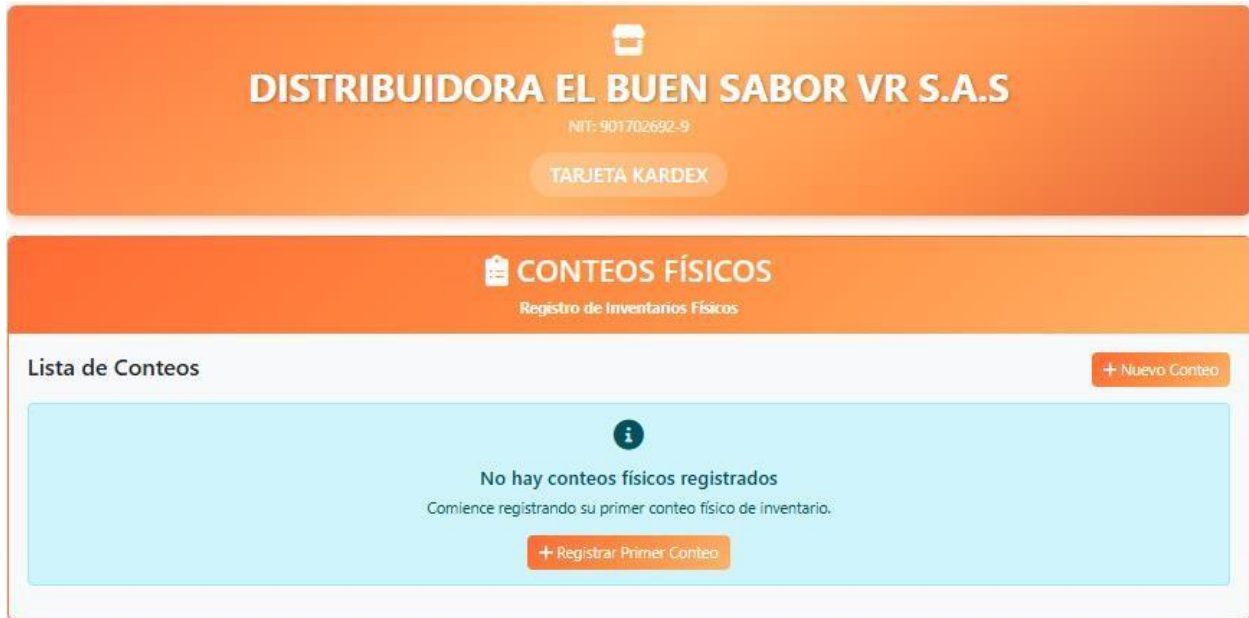 DISTRIBUIDORA EL BUEN SABOR VR S.A.S
NIT: 901702692-9
TARJETA KARDEX
CONTEOS FÍSICOS
Registro de Inventarios Físicos
Lista de Conteos
+ Nuevo Conteo
No hay conteos físicos registrados
Comience registrando su primer conteo físico de inventario.
+ Registrar Primer Conteo